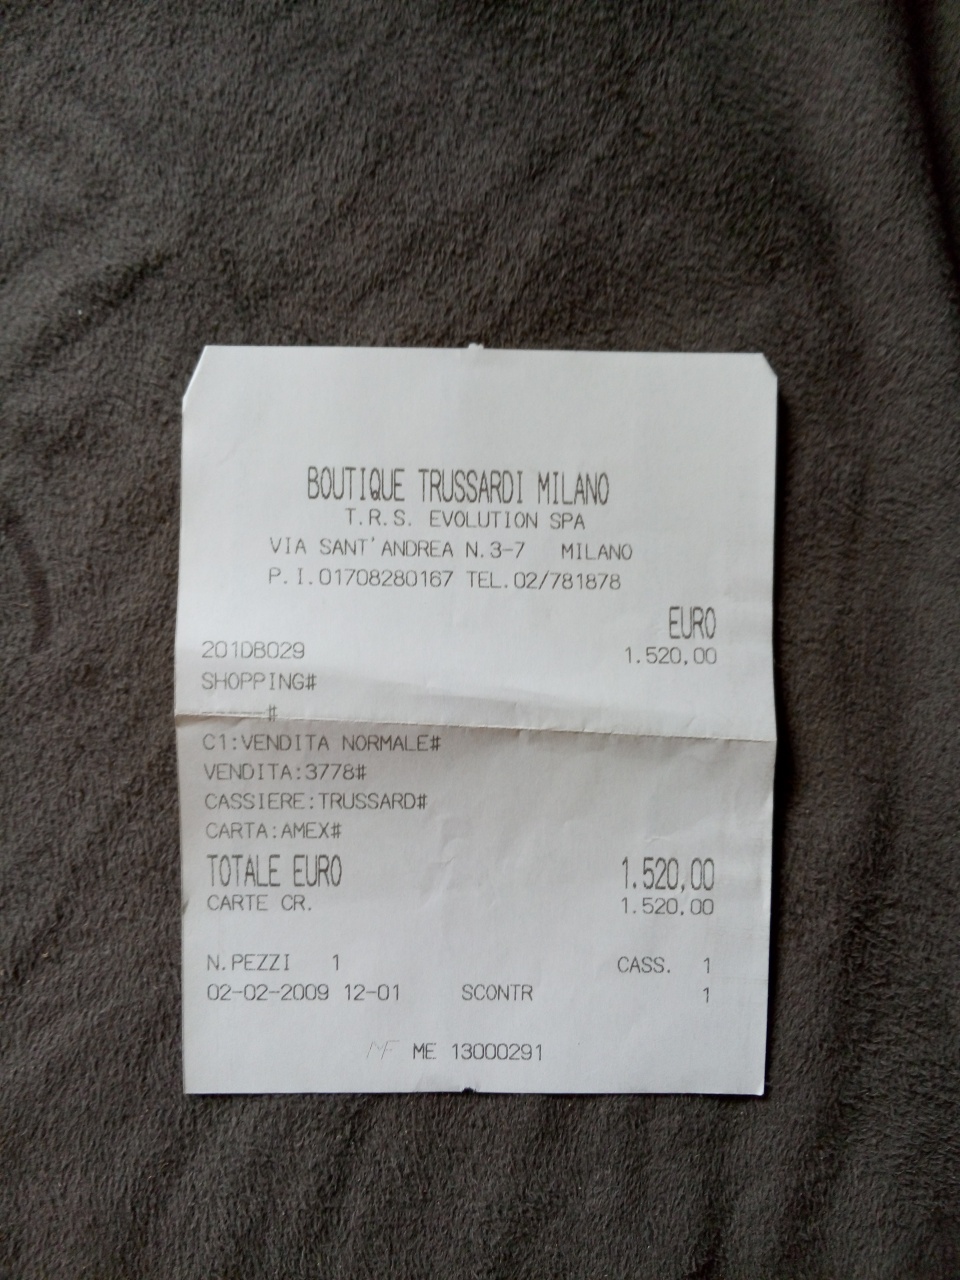 BOUTIQUE TRUSSARDI MILANO
T.R.S. EVOLUTION SPA
VIA SANT'ANDREA N.3-7 MILANO
P.I.01708280167 TEL.02/781878
EURO
201DB029 1.520,00
SHOPPING#
------#
C1:VENDITA NORMALE#
VENDITA:3778#
CASSIERE:TRUSSARD#
CARTA:AMEX#
TOTALE EURO 1.520,00
CARTE CR. 1.520,00
N.PEZZI 1 CASS. 1
02-02-2009 12-01 SCONTR 1
MF ME 13000291